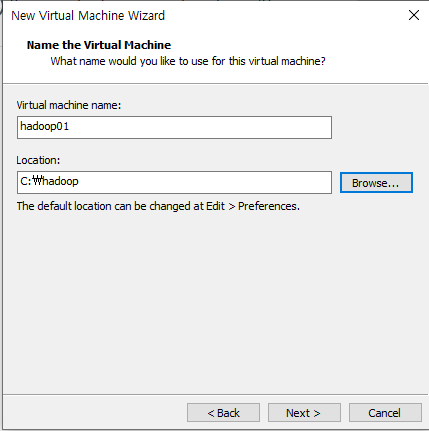 New Virtual Machine Wizard
Name the Virtual Machine
What name would you like to use for this virtual machine?
Virtual machine name:
hadoop01
Location:
C:₩hadoop
Browse...
The default location can be changed at Edit > Preferences.
< Back
Next >
Cancel